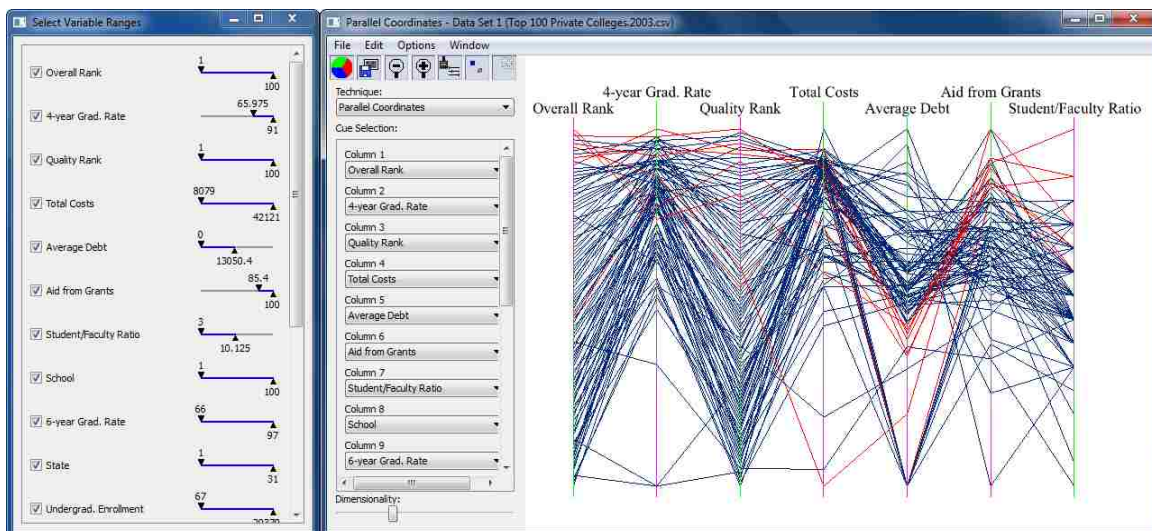 Select Variable Ranges
Overall Rank
1
100
4-year Grad. Rate
65.975
91
Quality Rank
1
100
Total Costs
8079
42121
Average Debt
0
13050.4
Aid from Grants
85.4
100
Student/Faculty Ratio
3
10.125
School
1
100
6-year Grad. Rate
66
97
State
1
31
Undergrad. Enrollment
67
Parallel Coordinates - Data Set 1 (Top 100 Private Colleges.2003.csv)
File Edit Options Window
Technique:
Parallel Coordinates
Cue Selection:
Column 1
Overall Rank
Column 2
4-year Grad. Rate
Column 3
Quality Rank
Column 4
Total Costs
Column 5
Average Debt
Column 6
Aid from Grants
Column 7
Student/Faculty Ratio
Column 8
School
Column 9
6-year Grad. Rate
Dimensionality:
4-year Grad. Rate Total Costs Aid from Grants
Overall Rank Quality Rank Average Debt Student/Faculty Ratio